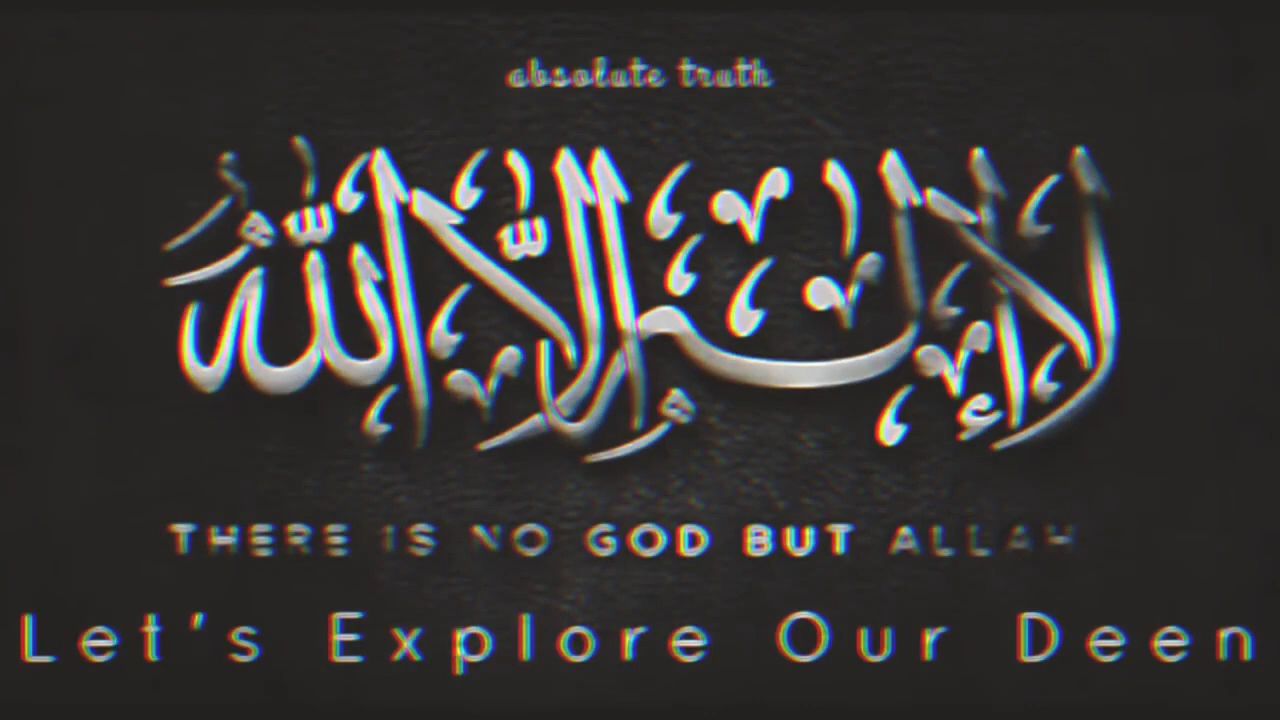 absolute truth
لا إله إلا الله
THERE IS NO GOD BUT ALLAH
Let's Explore Our Deen